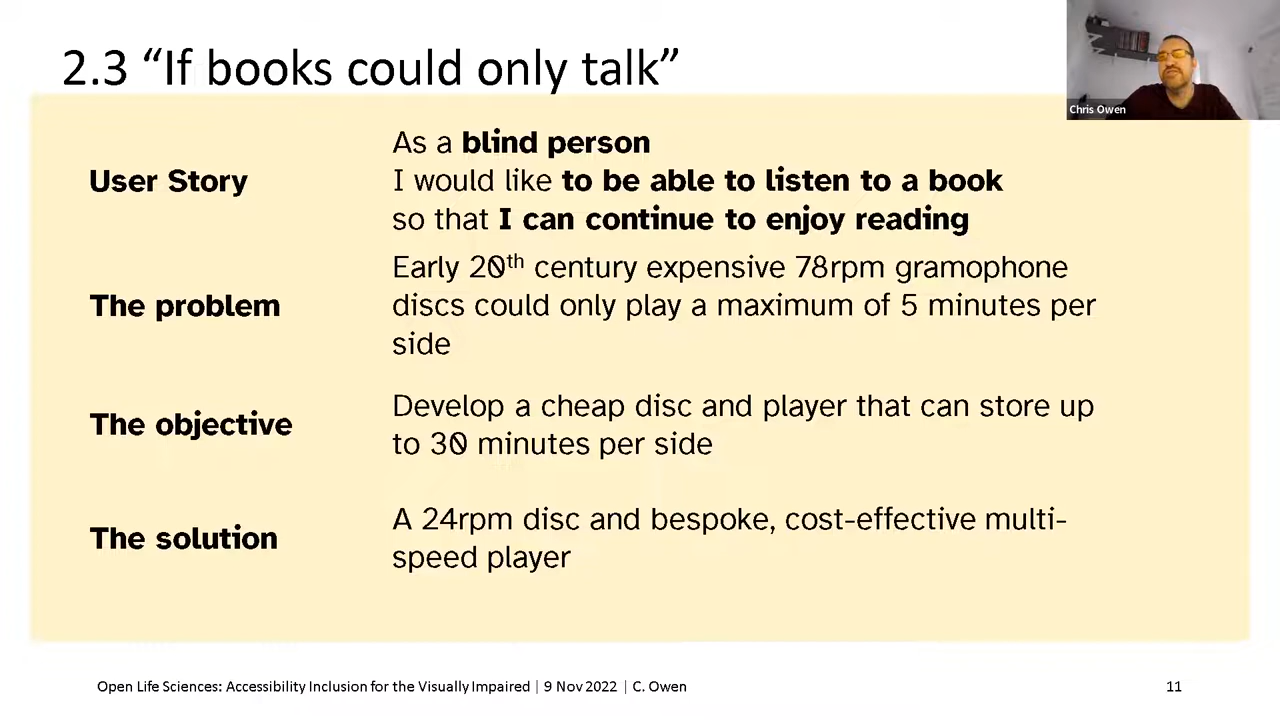 2.3 “If books could only talk”
Chris Owen
User Story
As a blind person
I would like to be able to listen to a book
so that I can continue to enjoy reading
The problem
Early 20th century expensive 78rpm gramophone
discs could only play a maximum of 5 minutes per
side
The objective
Develop a cheap disc and player that can store up
to 30 minutes per side
The solution
A 24rpm disc and bespoke, cost-effective multi-
speed player
Open Life Sciences: Accessibility Inclusion for the Visually Impaired | 9 Nov 2022 | C. Owen
11